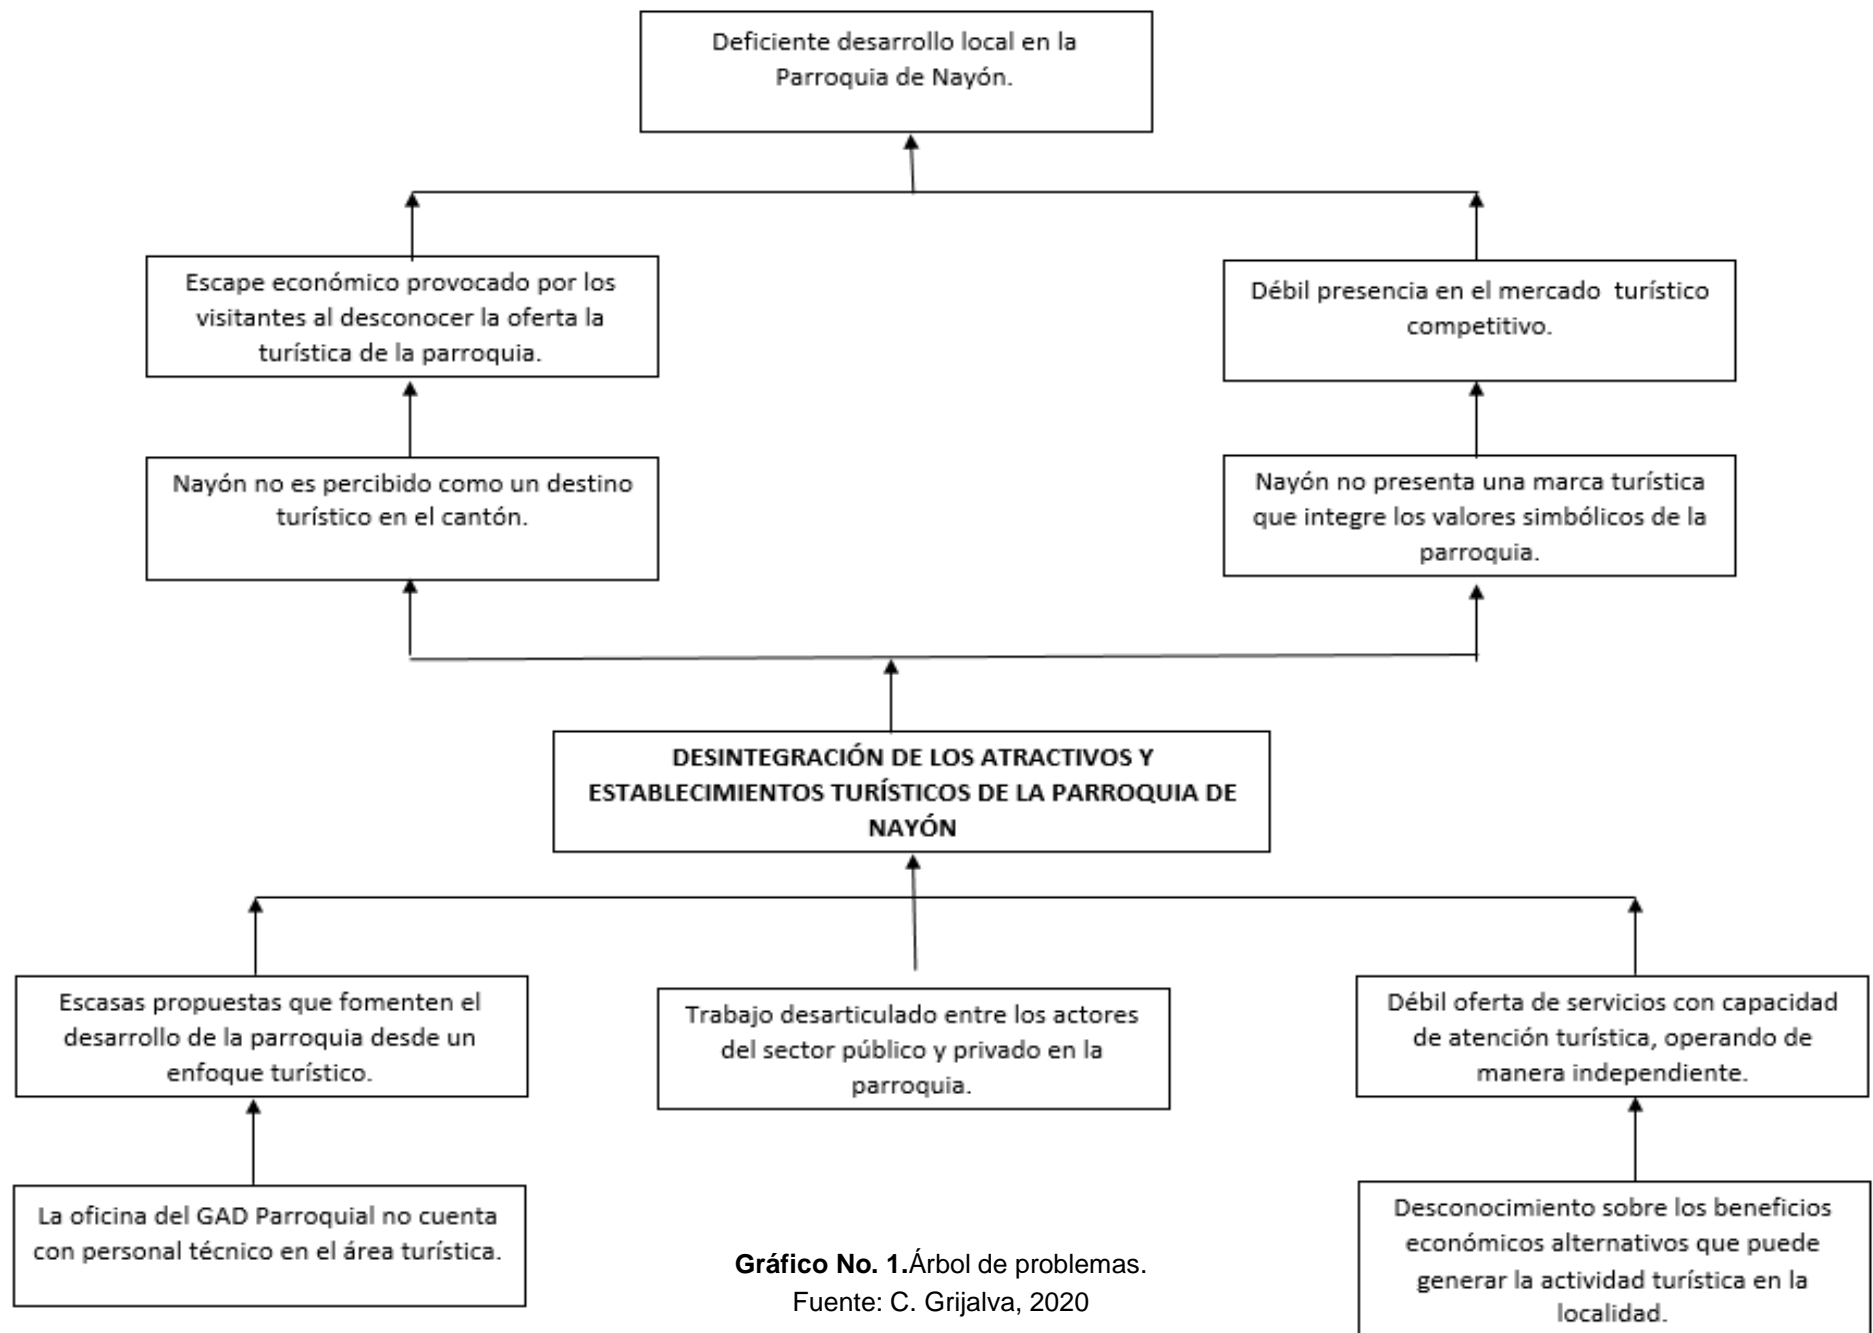 Deficiente desarrollo local en la
Parroquia de Nayón.
Escape económico provocado por los
visitantes al desconocer la oferta la
turística de la parroquia.
Débil presencia en el mercado  turístico
competitivo.
Nayón no es percibido como un destino
turístico en el cantón.
Nayón no presenta una marca turística
que integre los valores simbólicos de la
parroquia.
DESINTEGRACIÓN DE LOS ATRACTIVOS Y
ESTABLECIMIENTOS TURÍSTICOS DE LA PARROQUIA DE
NAYÓN
Escasas propuestas que fomenten el
desarrollo de la parroquia desde un
enfoque turístico.
Trabajo desarticulado entre los actores
del sector público y privado en la
parroquia.
Débil oferta de servicios con capacidad
de atención turística, operando de
manera independiente.
La oficina del GAD Parroquial no cuenta
con personal técnico en el área turística.
Desconocimiento sobre los beneficios
económicos alternativos que puede
generar la actividad turística en la
localidad.
Gráfico No. 1.Árbol de problemas.
Fuente: C. Grijalva, 2020